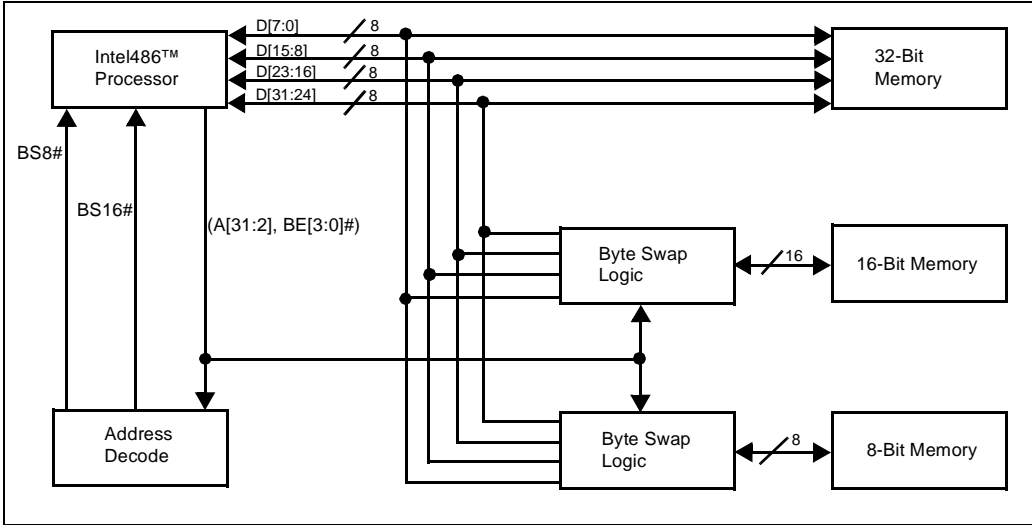 D[7:0]
8
D[15:8]
8
D[23:16]
8
D[31:24]
8
Intel486™
Processor
32-Bit
Memory
BS8#
BS16#
(A[31:2], BE[3:0]#)
Byte Swap
Logic
16
16-Bit Memory
Address
Decode
Byte Swap
Logic
8
8-Bit Memory